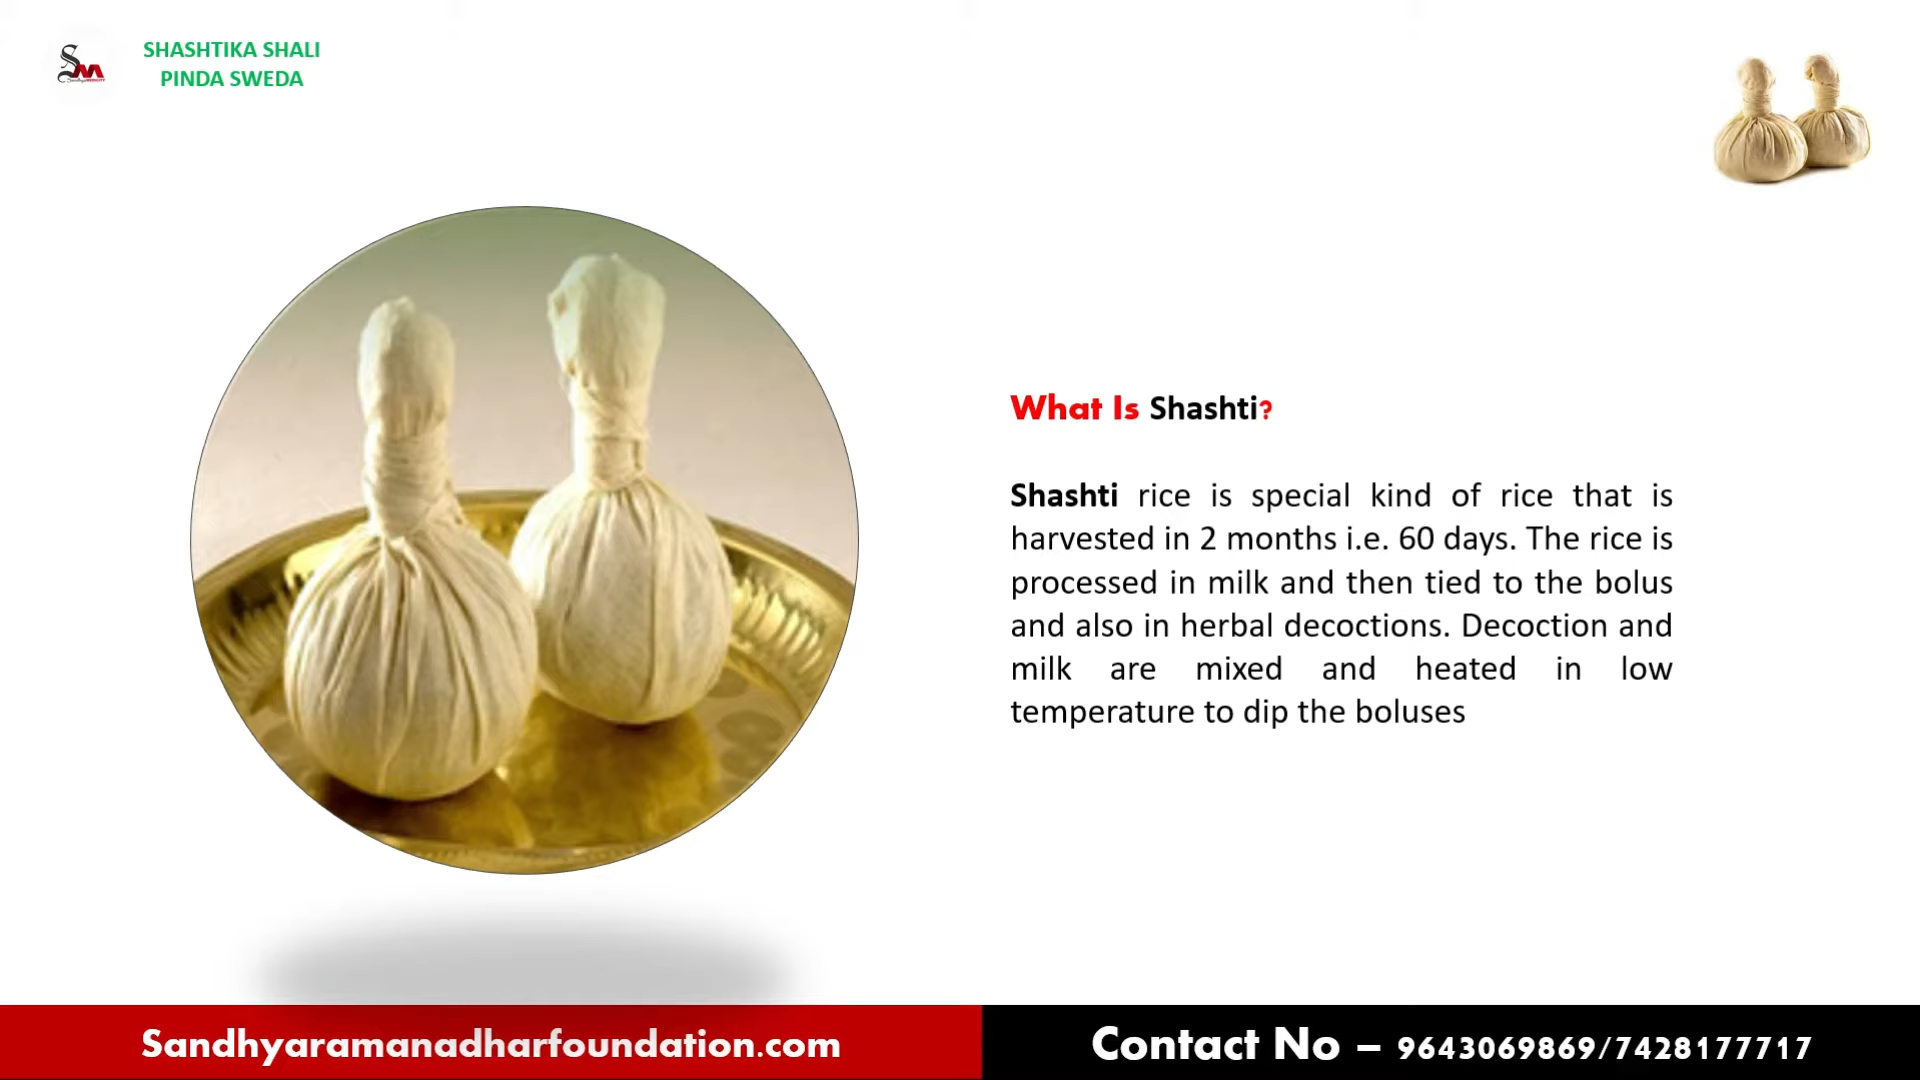 SM
SHASHTIKA SHALI
PINDA SWEDA
What Is Shashti?
Shashti rice is special kind of rice that is
harvested in 2 months i.e. 60 days. The rice is
processed in milk and then tied to the bolus
and also in herbal decoctions. Decoction and
milk are mixed and heated in low
temperature to dip the boluses
Sandhyaramanadharfoundation.com
Contact No – 9643069869/7428177717